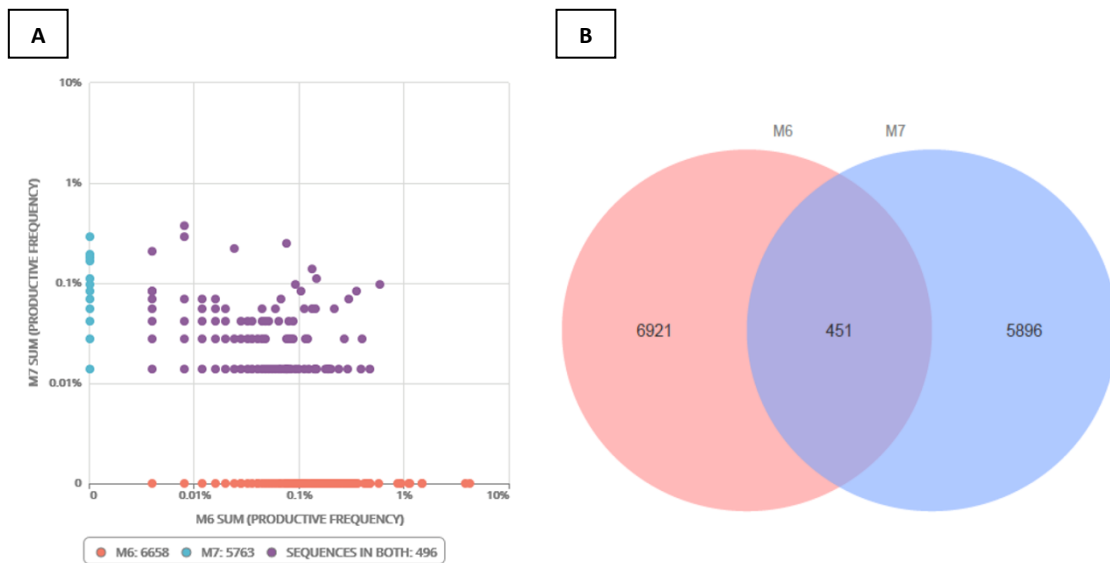 A
10%
1%
0.1%
0.01%
0
M7 SUM (PRODUCTIVE FREQUENCY)
0 0.01% 0.1% 1% 10%
M6 SUM (PRODUCTIVE FREQUENCY)
M6: 6658 M7: 5763 SEQUENCES IN BOTH: 496
B
M6 M7
6921 451 5896